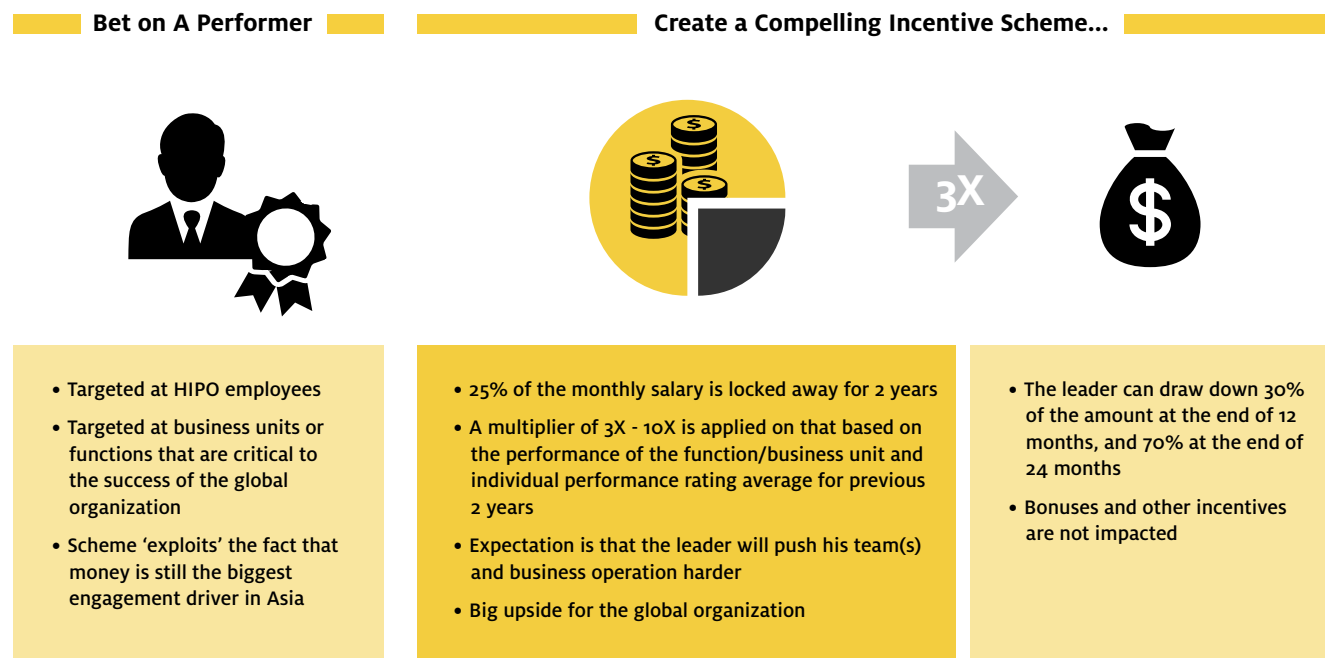 Bet on A Performer
Create a Compelling Incentive Scheme...
$
$
$
3X
$
• Targeted at HIPO employees
• Targeted at business units or
functions that are critical to
the success of the global
organization
• Scheme ‘exploits’ the fact that
money is still the biggest
engagement driver in Asia
• 25% of the monthly salary is locked away for 2 years
• A multiplier of 3X - 10X is applied on that based on
the performance of the function/business unit and
individual performance rating average for previous
2 years
• Expectation is that the leader will push his team(s)
and business operation harder
• Big upside for the global organization
• The leader can draw down 30%
of the amount at the end of 12
months, and 70% at the end of
24 months
• Bonuses and other incentives
are not impacted